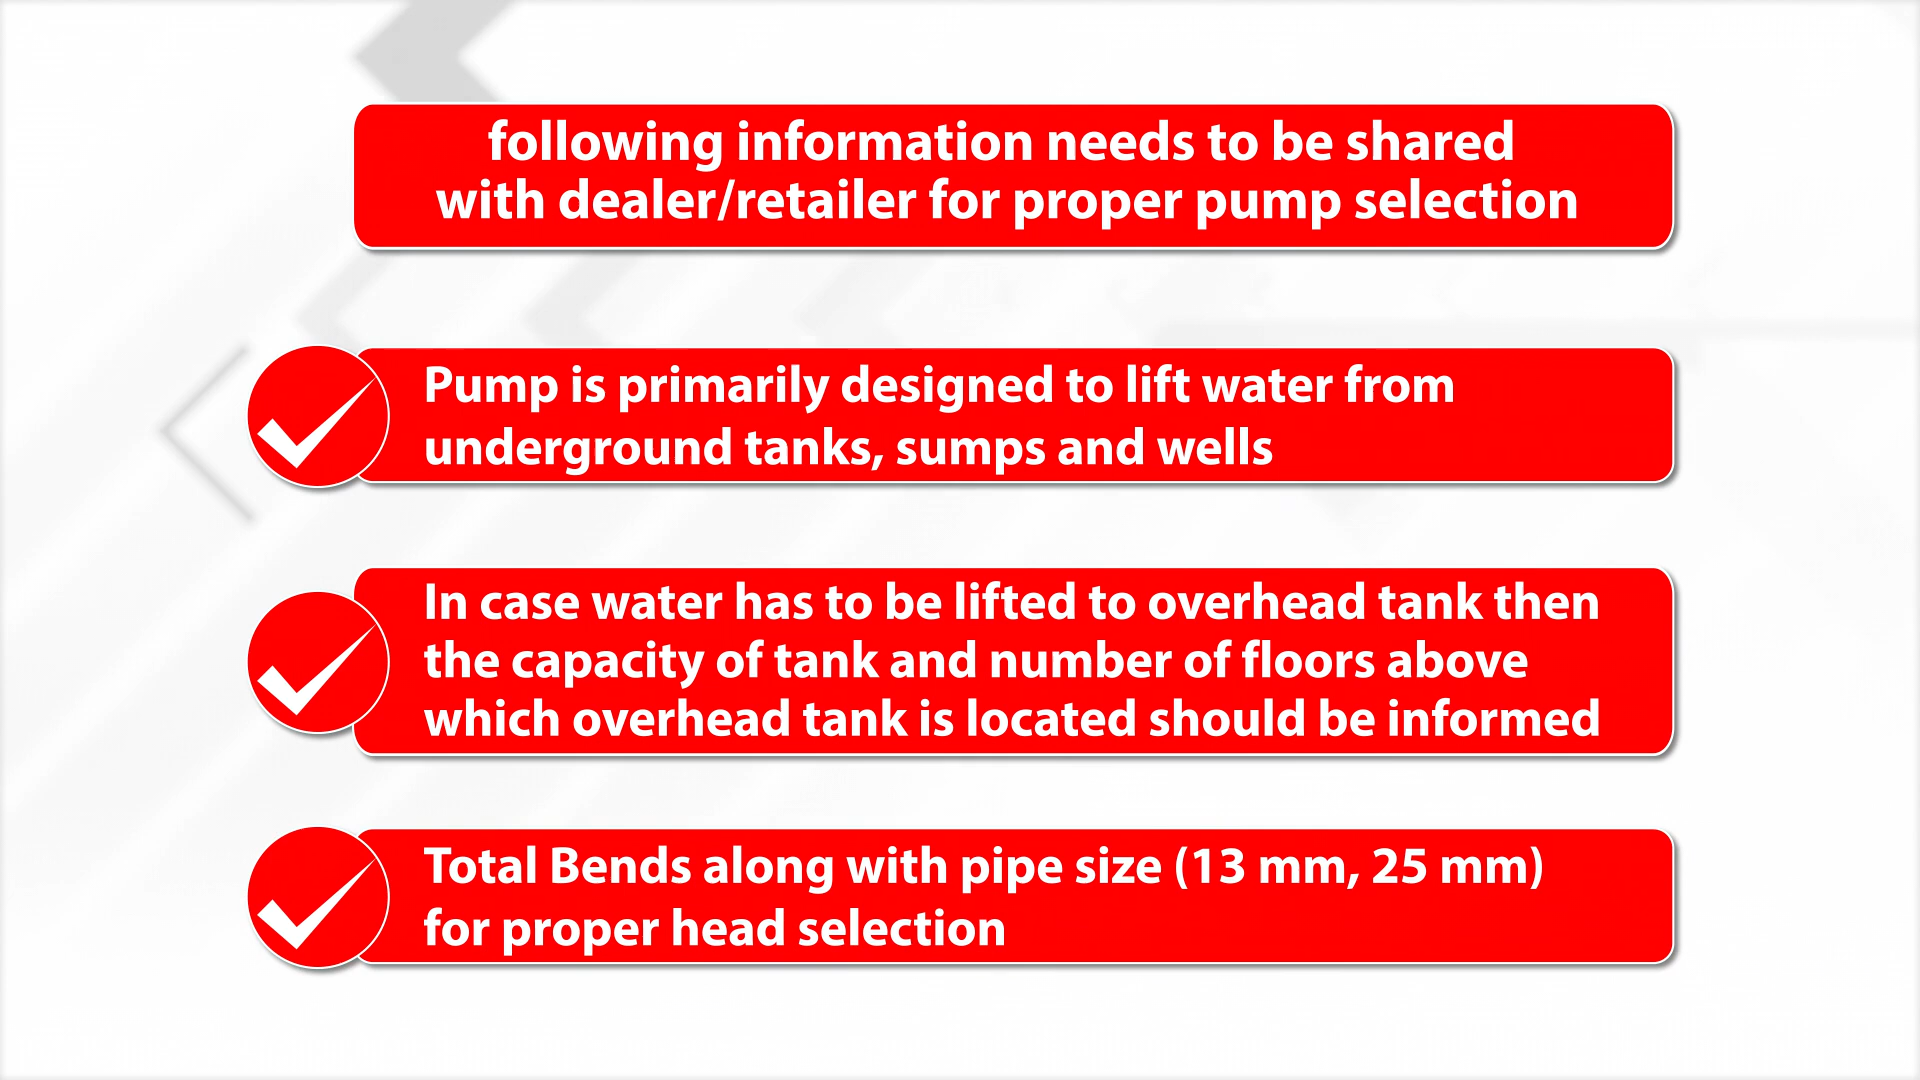 following information needs to be shared
with dealer/retailer for proper pump selection
Pump is primarily designed to lift water from
underground tanks, sumps and wells
In case water has to be lifted to overhead tank then
the capacity of tank and number of floors above
which overhead tank is located should be informed
Total Bends along with pipe size (13 mm, 25 mm)
for proper head selection